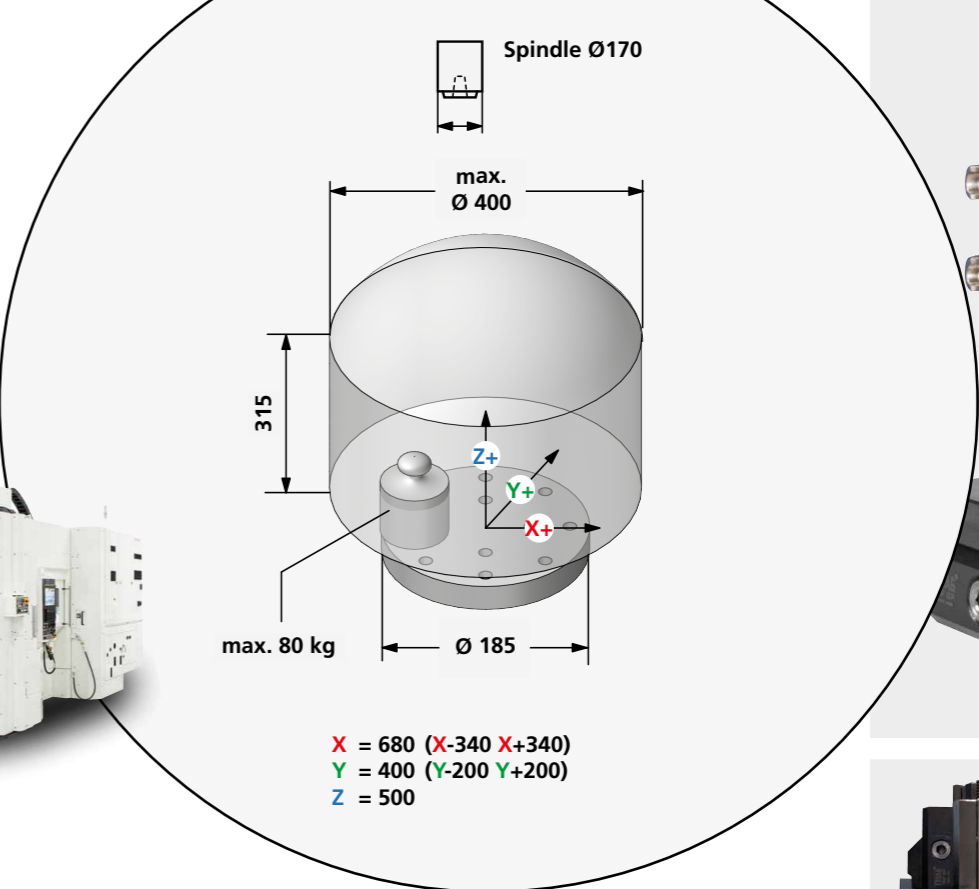 Spindle Ø170
max.
Ø 400
315
Z+
Y+
X+
max. 80 kg
Ø 185
X = 680 (X-340 X+340)
Y = 400 (Y-200 Y+200)
Z = 500